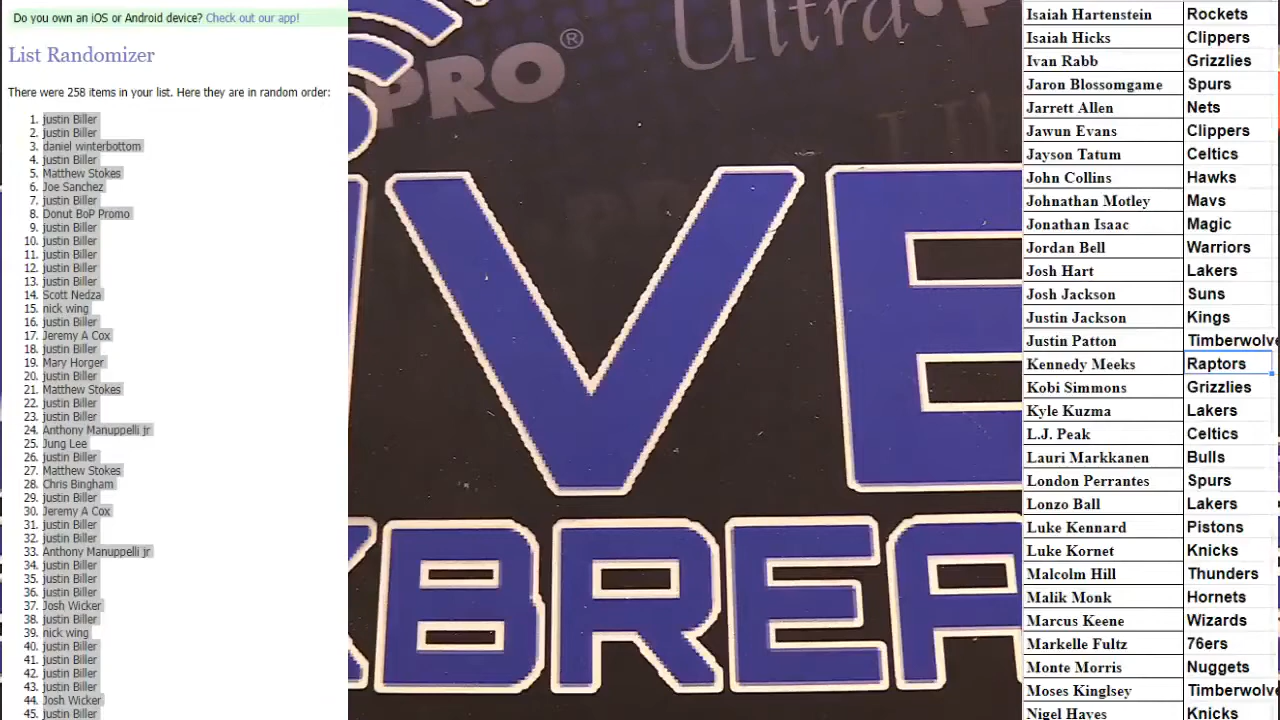 Do you own an iOS or Android device? Check out our app!
List Randomizer
There were 258 items in your list. Here they are in random order:
1. justin Biller
2. justin Biller
3. daniel winterbottom
4. justin Biller
5. Matthew Stokes
6. Joe Sanchez
7. justin Biller
8. Donut BoP Promo
9. justin Biller
10. justin Biller
11. justin Biller
12. justin Biller
13. justin Biller
14. Scott Nedza
15. nick wing
16. justin Biller
17. Jeremy A Cox
18. justin Biller
19. Mary Horger
20. justin Biller
21. Matthew Stokes
22. justin Biller
23. justin Biller
24. Anthony Manuppelli jr
25. Jung Lee
26. justin Biller
27. Matthew Stokes
28. Chris Bingham
29. justin Biller
30. Jeremy A Cox
31. justin Biller
32. justin Biller
33. Anthony Manuppelli jr
34. justin Biller
35. justin Biller
36. justin Biller
37. Josh Wicker
38. justin Biller
39. nick wing
40. justin Biller
41. justin Biller
42. justin Biller
43. justin Biller
44. Josh Wicker
45. justin Biller
PRO® Ultra • P
VE
BREA
Isaiah Hartenstein Rockets
Isaiah Hicks Clippers
Ivan Rabb Grizzlies
Jaron Blossomgame Spurs
Jarrett Allen Nets
Jawun Evans Clippers
Jayson Tatum Celtics
John Collins Hawks
Johnathan Motley Mavs
Jonathan Isaac Magic
Jordan Bell Warriors
Josh Hart Lakers
Josh Jackson Suns
Justin Jackson Kings
Justin Patton Timberwolve
Kennedy Meeks Raptors
Kobi Simmons Grizzlies
Kyle Kuzma Lakers
L.J. Peak Celtics
Lauri Markkanen Bulls
London Perrantes Spurs
Lonzo Ball Lakers
Luke Kennard Pistons
Luke Kornet Knicks
Malcolm Hill Thunders
Malik Monk Hornets
Marcus Keene Wizards
Markelle Fultz 76ers
Monte Morris Nuggets
Moses Kinglsey Timberwolve
Nigel Hayes Knicks